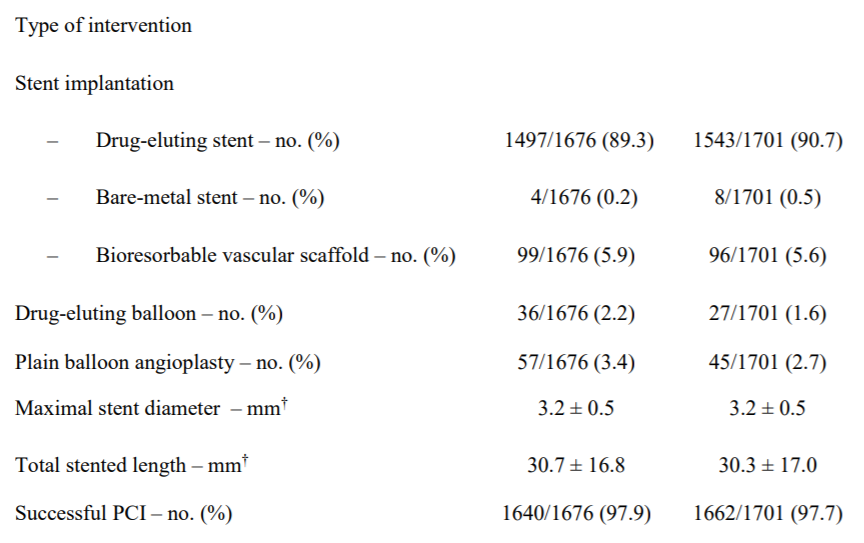 Type of intervention
Stent implantation
– Drug-eluting stent – no. (%) 1497/1676 (89.3) 1543/1701 (90.7)
– Bare-metal stent – no. (%) 4/1676 (0.2) 8/1701 (0.5)
– Bioresorbable vascular scaffold – no. (%) 99/1676 (5.9) 96/1701 (5.6)
Drug-eluting balloon – no. (%) 36/1676 (2.2) 27/1701 (1.6)
Plain balloon angioplasty – no. (%) 57/1676 (3.4) 45/1701 (2.7)
Maximal stent diameter – mm† 3.2 ± 0.5 3.2 ± 0.5
Total stented length – mm† 30.7 ± 16.8 30.3 ± 17.0
Successful PCI – no. (%) 1640/1676 (97.9) 1662/1701 (97.7)